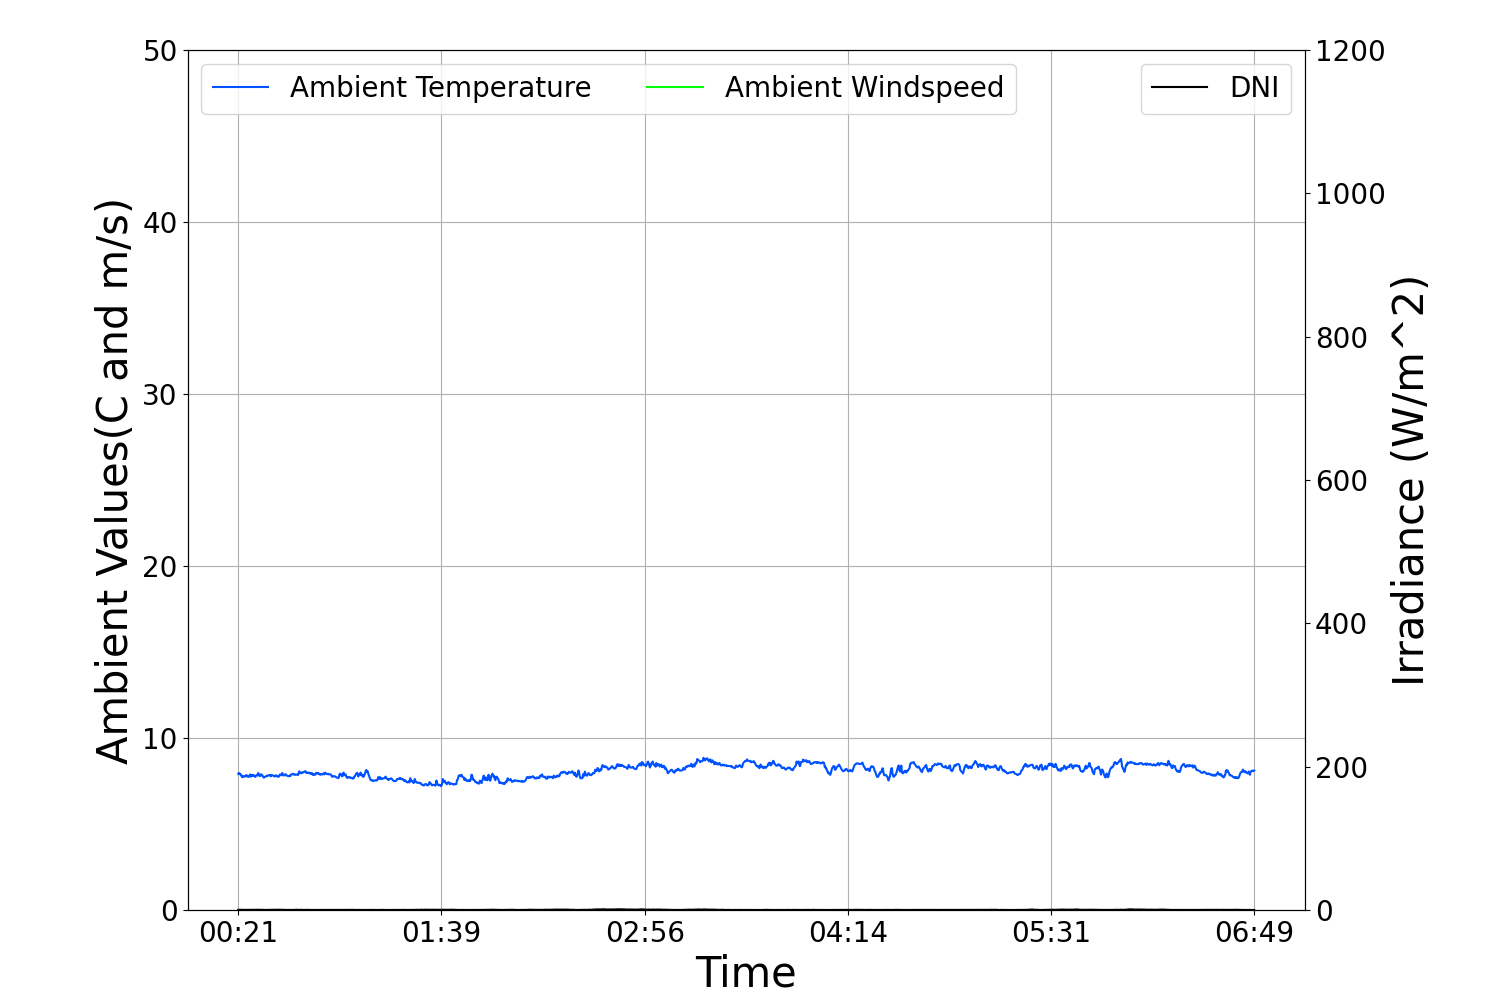 Ambient Temperature
Ambient Windspeed
DNI
Ambient Values(C and m/s)
50
40
30
20
10
0
1200
1000
800
600
400
200
0
Irradiance (W/m^2)
00:21 01:39 02:56 04:14 05:31 06:49
Time